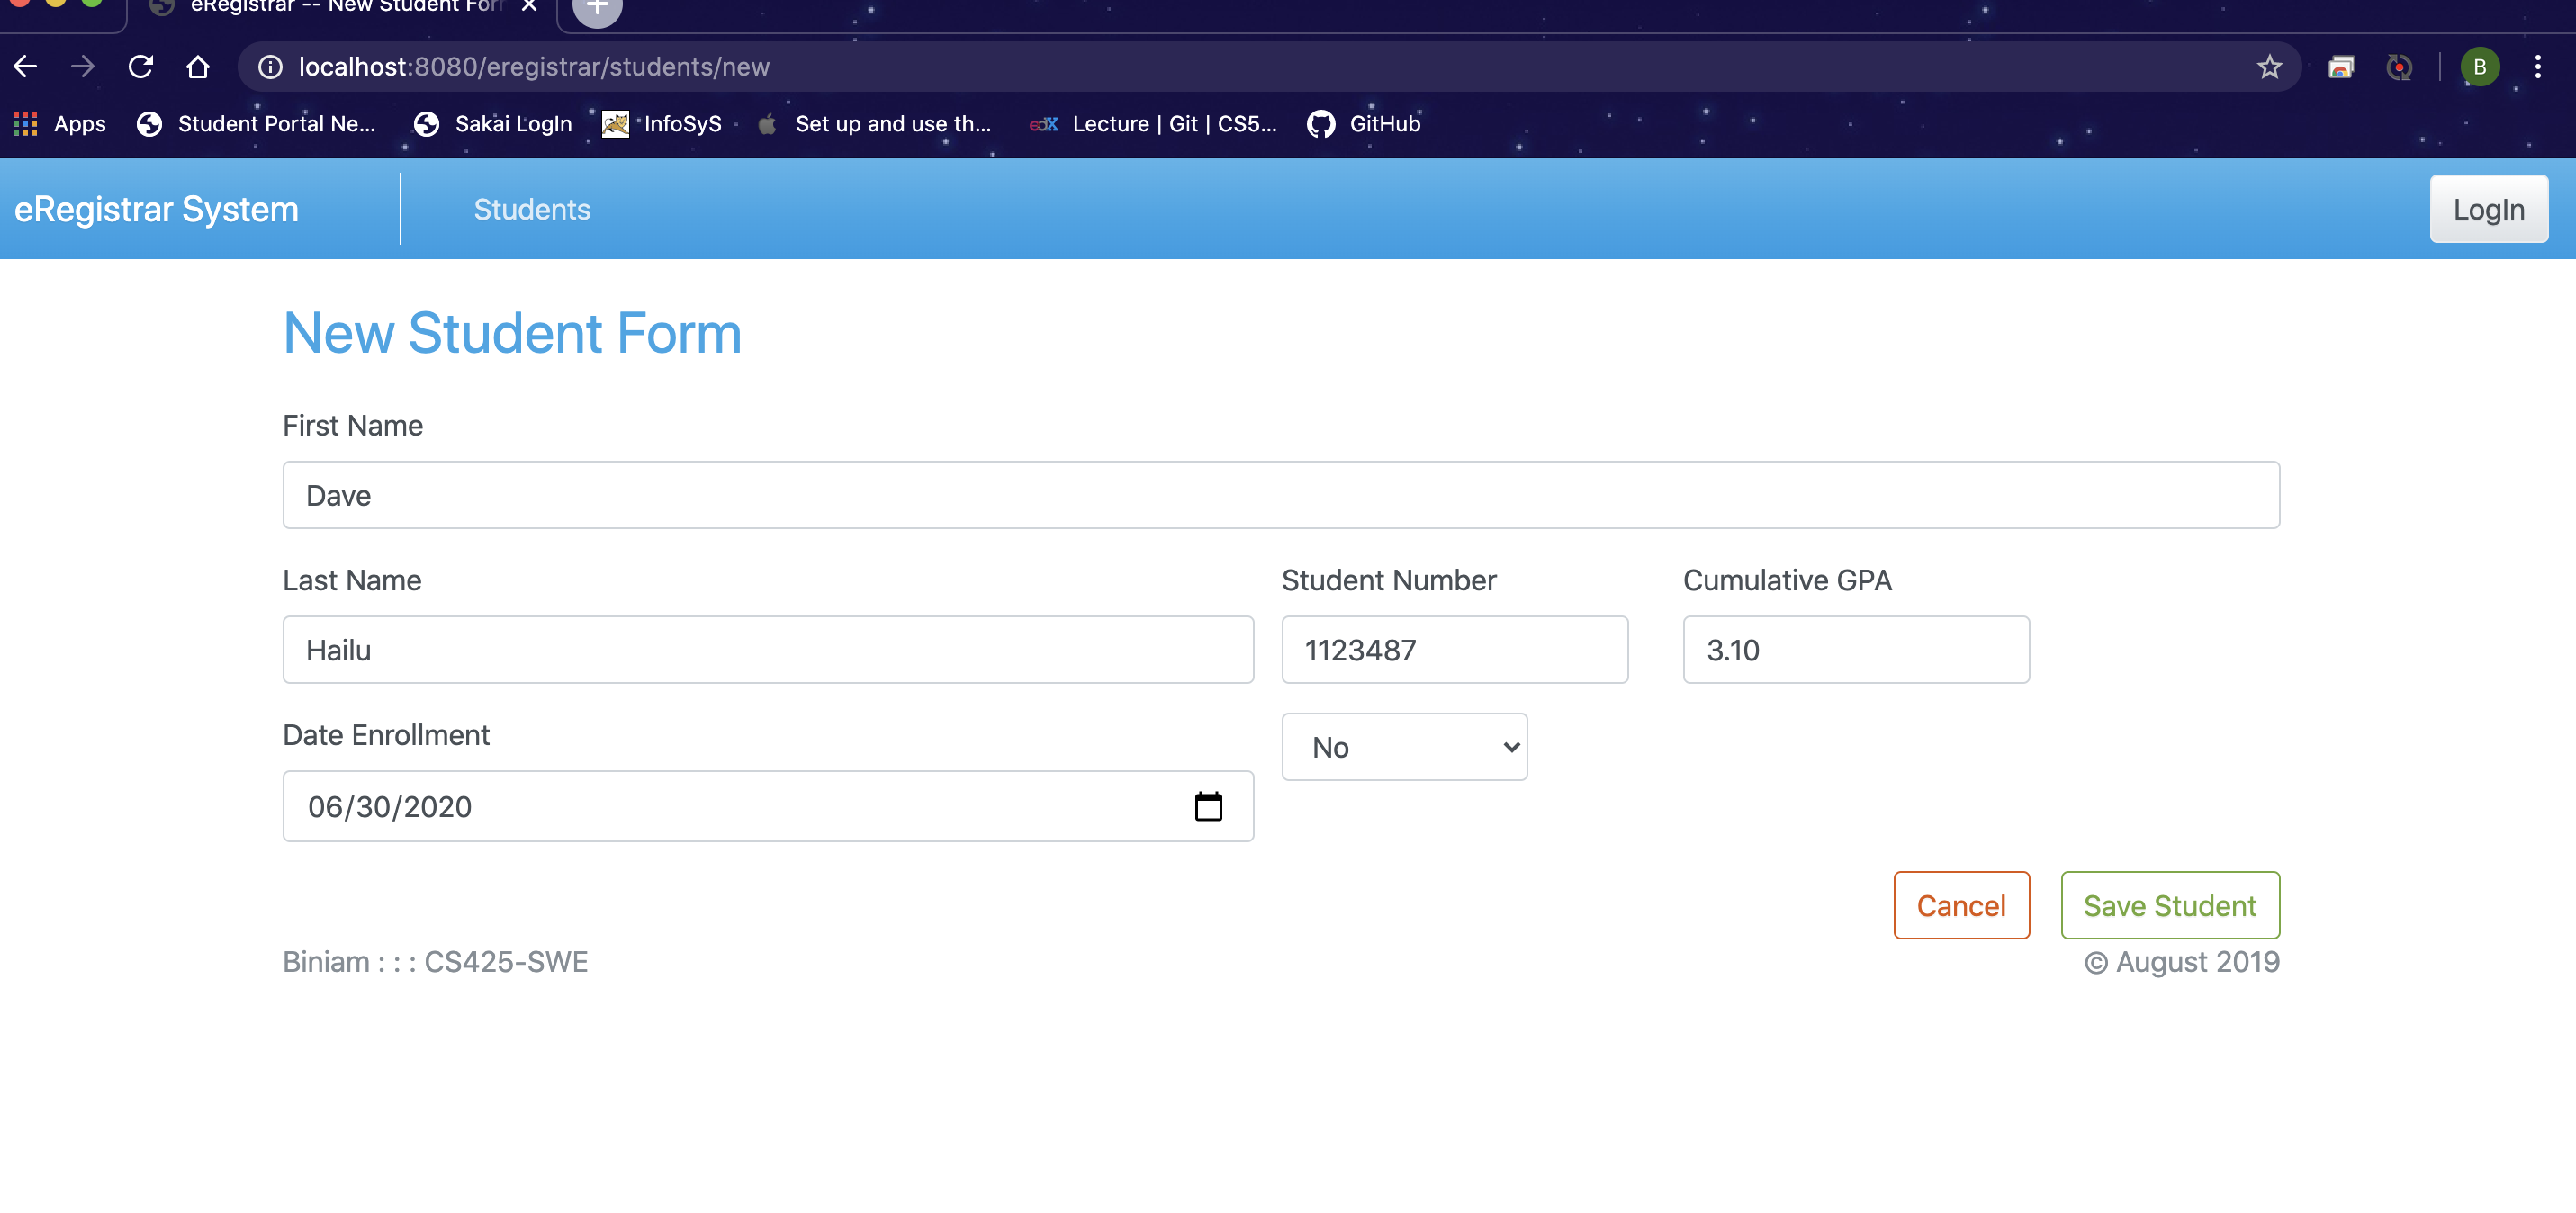 eRegistrar -- New Student For
localhost:8080/eregistrar/students/new
B
Apps Student Portal Ne... Sakai LogIn InfoSyS Set up and use th... edX Lecture | Git | CS5... GitHub
eRegistrar System Students LogIn
New Student Form
First Name
Dave
Last Name Student Number Cumulative GPA
Hailu 1123487 3.10
Date Enrollment
No
06/30/2020
Cancel Save Student
Biniam : : : CS425-SWE © August 2019